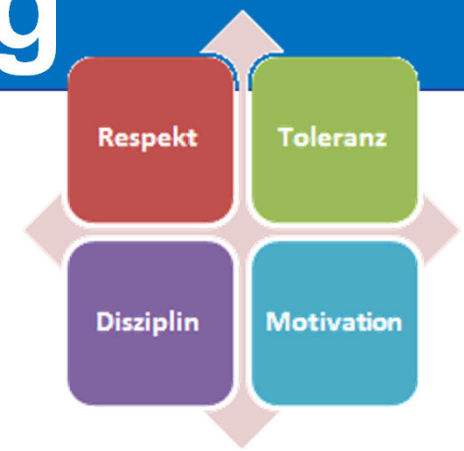 g
Respekt
Toleranz
Disziplin
Motivation